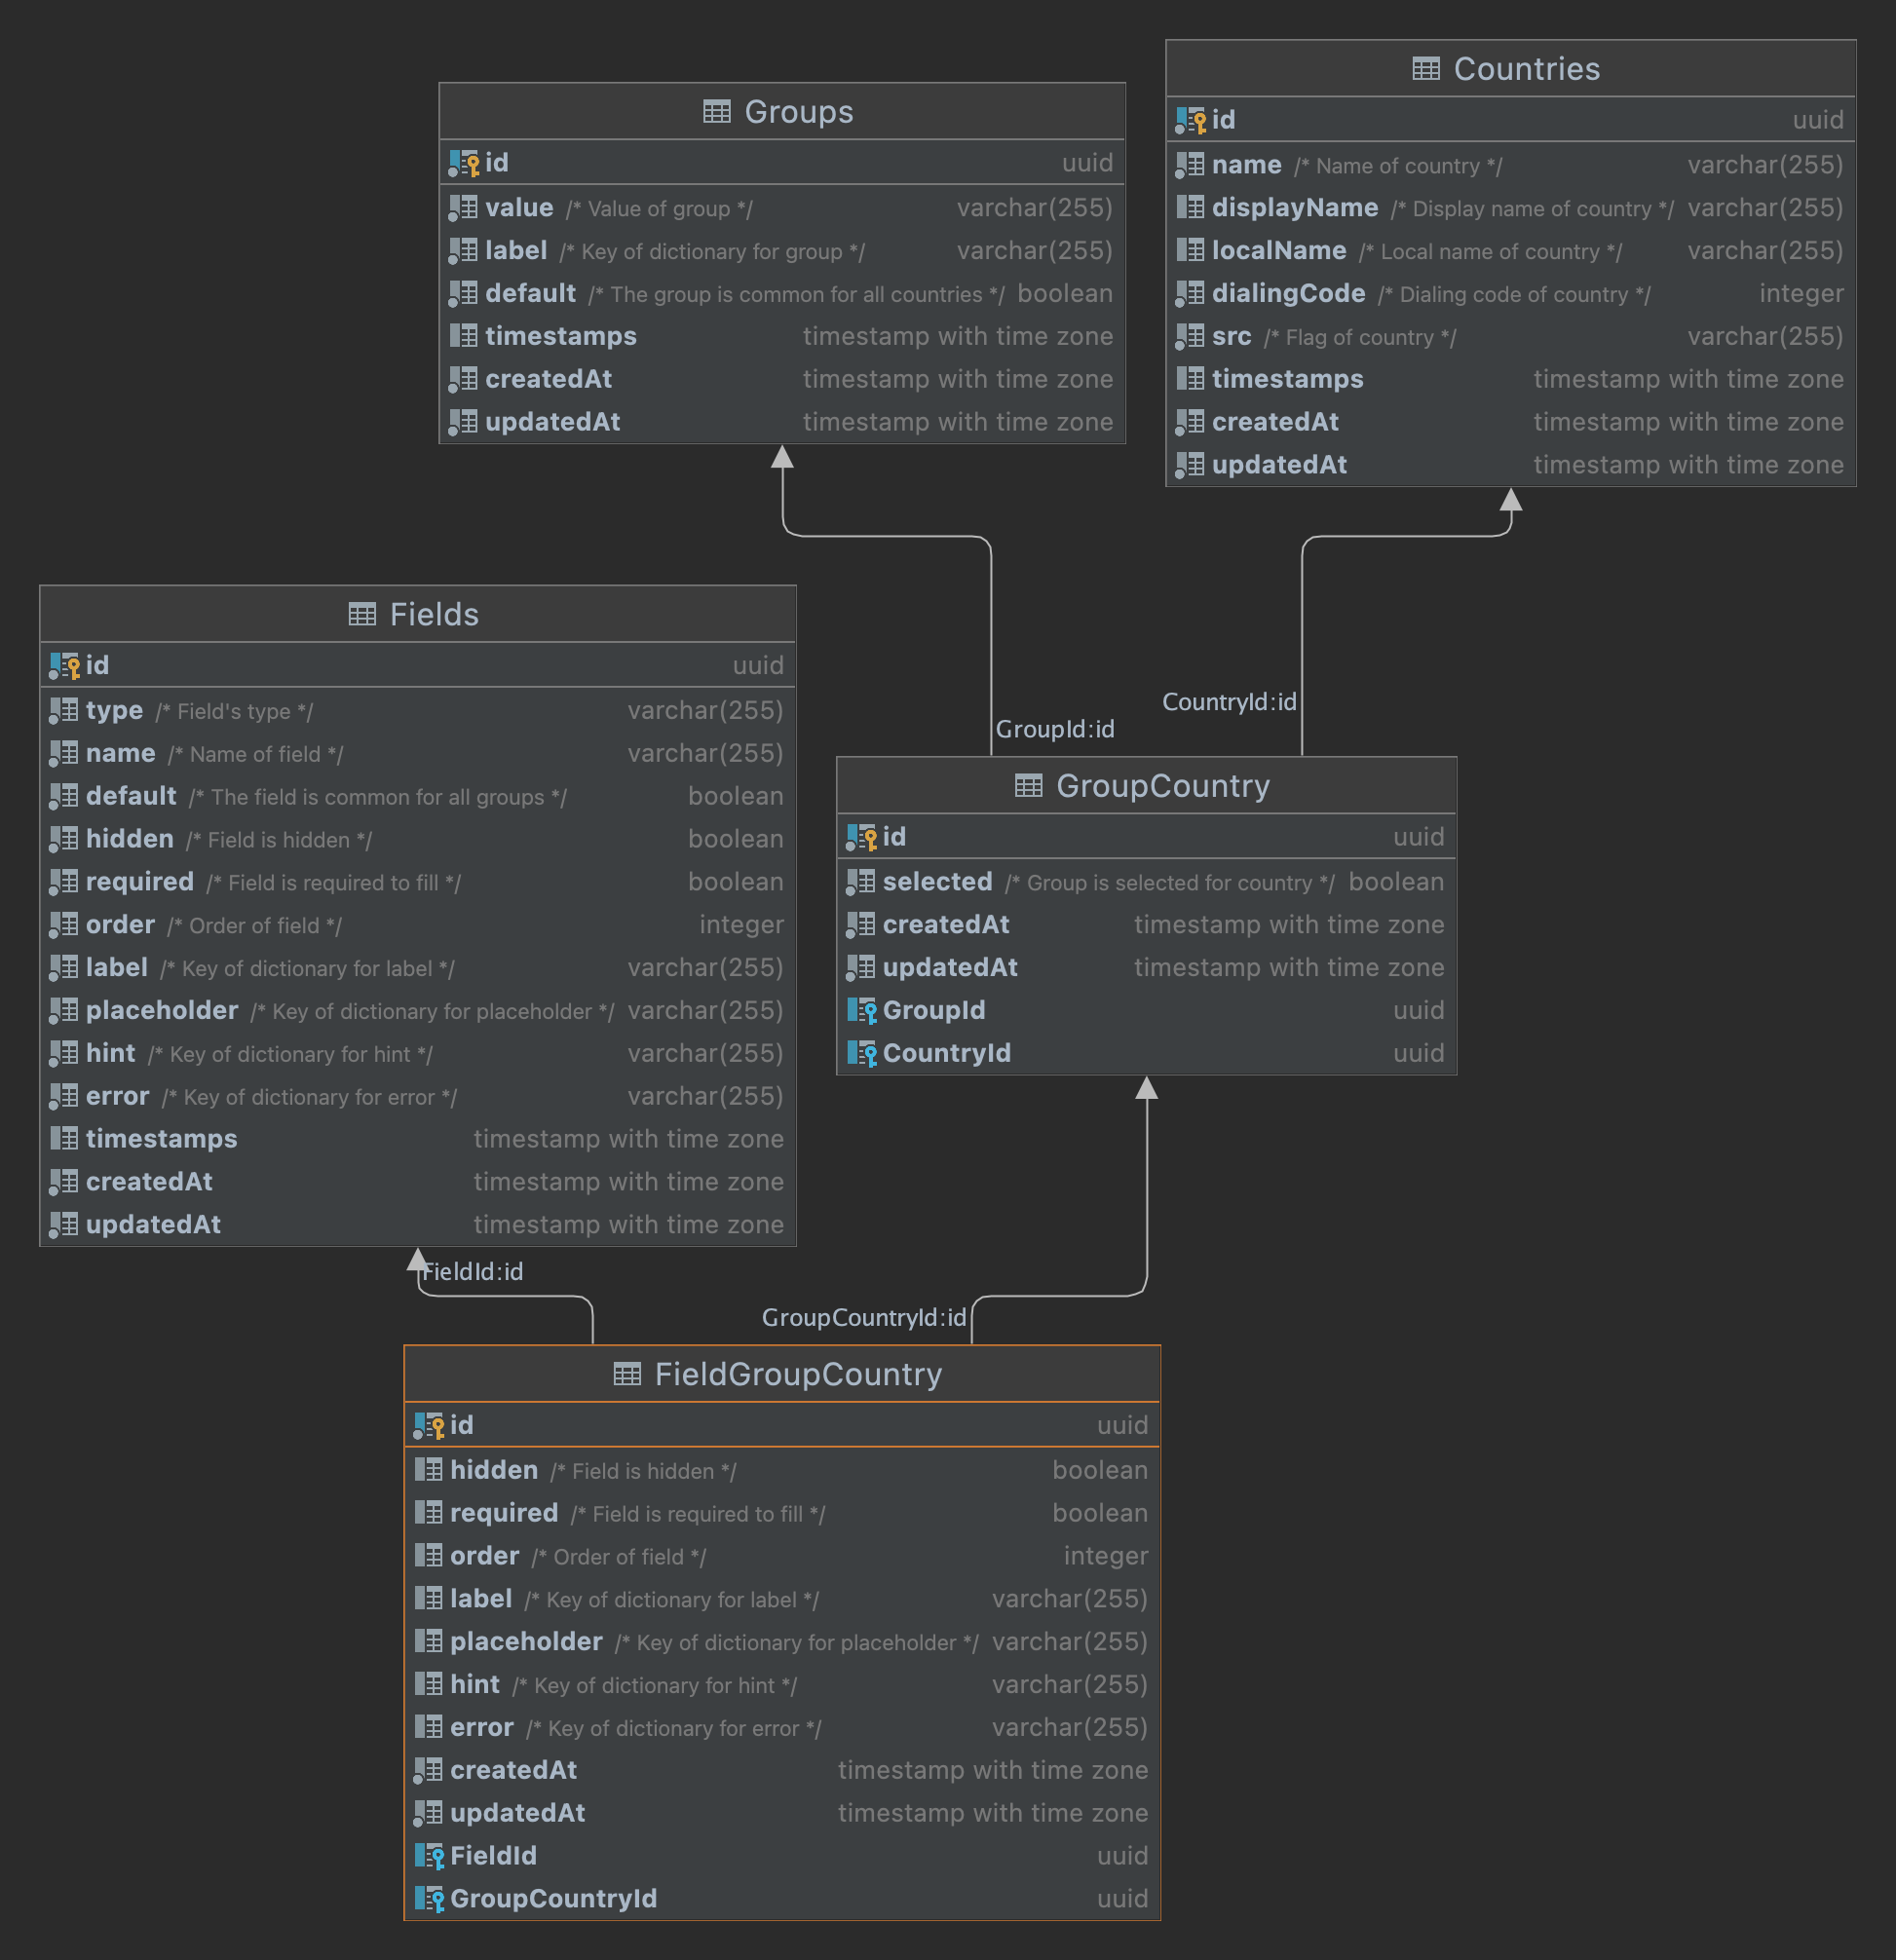 Groups
id uuid
value /* Value of group */ varchar(255)
label /* Key of dictionary for group */ varchar(255)
default /* The group is common for all countries */ boolean
timestamps timestamp with time zone
createdAt timestamp with time zone
updatedAt timestamp with time zone
Countries
id uuid
name /* Name of country */ varchar(255)
displayName /* Display name of country */ varchar(255)
localName /* Local name of country */ varchar(255)
dialingCode /* Dialing code of country */ integer
src /* Flag of country */ varchar(255)
timestamps timestamp with time zone
createdAt timestamp with time zone
updatedAt timestamp with time zone
Fields
id uuid
type /* Field's type */ varchar(255)
name /* Name of field */ varchar(255)
default /* The field is common for all groups */ boolean
hidden /* Field is hidden */ boolean
required /* Field is required to fill */ boolean
order /* Order of field */ integer
label /* Key of dictionary for label */ varchar(255)
placeholder /* Key of dictionary for placeholder */ varchar(255)
hint /* Key of dictionary for hint */ varchar(255)
error /* Key of dictionary for error */ varchar(255)
timestamps timestamp with time zone
createdAt timestamp with time zone
updatedAt timestamp with time zone
CountryId:id
GroupId:id
GroupCountry
id uuid
selected /* Group is selected for country */ boolean
createdAt timestamp with time zone
updatedAt timestamp with time zone
GroupId uuid
CountryId uuid
FieldId:id
GroupCountryId:id
FieldGroupCountry
id uuid
hidden /* Field is hidden */ boolean
required /* Field is required to fill */ boolean
order /* Order of field */ integer
label /* Key of dictionary for label */ varchar(255)
placeholder /* Key of dictionary for placeholder */ varchar(255)
hint /* Key of dictionary for hint */ varchar(255)
error /* Key of dictionary for error */ varchar(255)
createdAt timestamp with time zone
updatedAt timestamp with time zone
FieldId uuid
GroupCountryId uuid